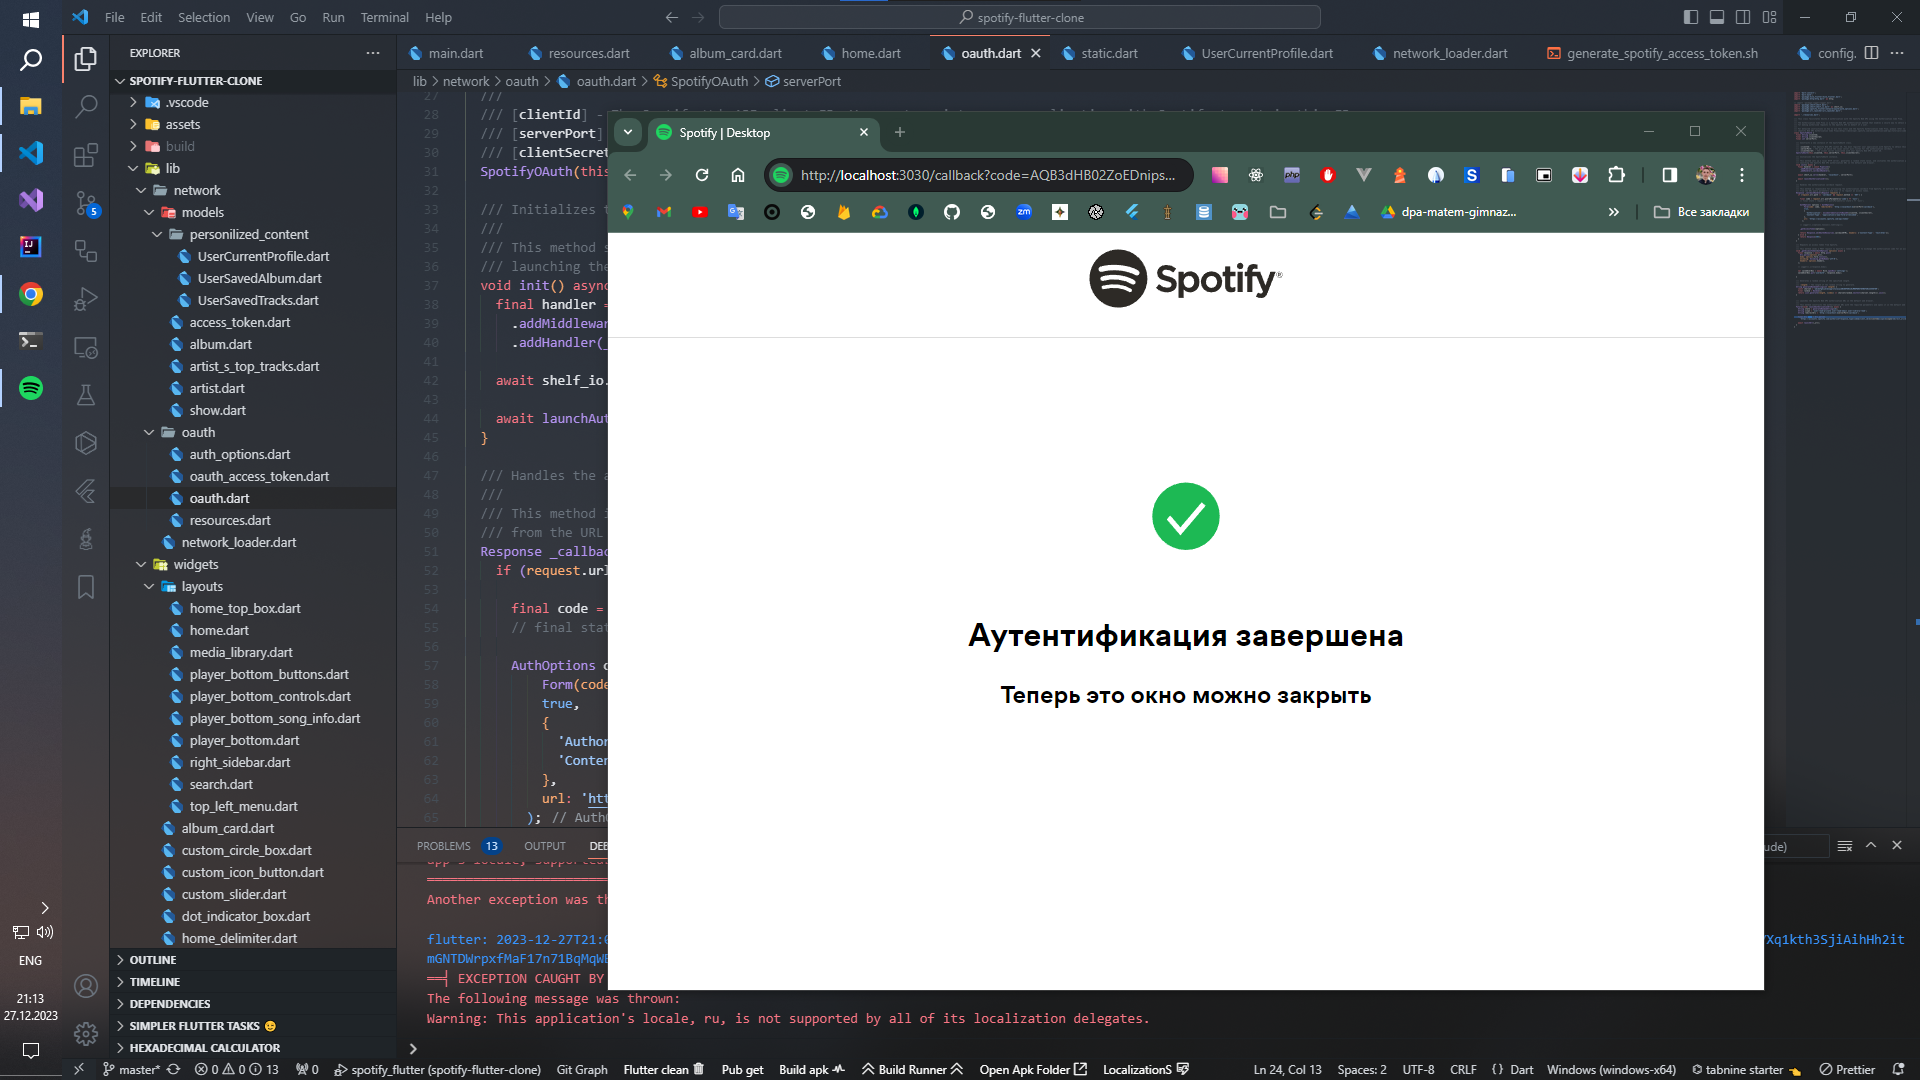 File Edit Selection View Go Run Terminal Help
spotify-flutter-clone
EXPLORER
main.dart resources.dart album_card.dart home.dart oauth.dart static.dart UserCurrentProfile.dart network_loader.dart generate_spotify_access_token.sh config.
lib network oauth oauth.dart SpotifyOAuth serverPort
SPOTIFY-FLUTTER-CLONE
.vscode
assets
build
lib
network
models
personilized_content
UserCurrentProfile.dart
UserSavedAlbum.dart
UserSavedTracks.dart
access_token.dart
album.dart
artist_s_top_tracks.dart
artist.dart
show.dart
oauth
auth_options.dart
oauth_access_token.dart
oauth.dart
resources.dart
network_loader.dart
widgets
layouts
home_top_box.dart
home.dart
media_library.dart
player_bottom_buttons.dart
player_bottom_controls.dart
player_bottom_song_info.dart
player_bottom.dart
right_sidebar.dart
search.dart
top_left_menu.dart
album_card.dart
custom_circle_box.dart
custom_icon_button.dart
custom_slider.dart
dot_indicator_box.dart
home_delimiter.dart
OUTLINE
TIMELINE
DEPENDENCIES
SIMPLER FLUTTER TASKS 😉
HEXADECIMAL CALCULATOR
5
ENG
21:13
27.12.2023
27 ///
28 /// [clientId] -
29 /// [serverPort]
30 /// [clientSecret
31 SpotifyOAuth(this
32
33 /// Initializes t
34 ///
35 /// This method s
36 /// launching the
37 void init() async
38 final handler =
39 .addMiddlewar
40 .addHandler(_
41
42 await shelf_io.
43
44 await launchAut
45 }
46
47 /// Handles the a
48 ///
49 /// This method i
50 /// from the URL
51 Response _callbac
52 if (request.url
53
54 final code =
55 // final stat
56
57 AuthOptions o
58 Form(code
59 true,
60 {
61 'Author
62 'Conten
63 },
64 url: 'htt
65 ); // AuthO
Spotify | Desktop
http://localhost:3030/callback?code=AQB3dHB02ZoEDnips...
php
zm
dpa-matem-gimnaz...
Все закладки
Spotify®
Аутентификация завершена
Теперь это окно можно закрыть
PROBLEMS 13 OUTPUT DEB
ude)
Another exception was th
flutter: 2023-12-27T21:0
Xq1kth3SjiAihHh2it
mGNTDWrpxfMaF17n71BqMqWE
══╡ EXCEPTION CAUGHT BY
The following message was thrown:
Warning: This application's locale, ru, is not supported by all of its localization delegates.
master* 0 0 13 0 spotify_flutter (spotify-flutter-clone) Git Graph Flutter clean Pub get Build apk Build Runner Open Apk Folder LocalizationS Ln 24, Col 13 Spaces: 2 UTF-8 CRLF {} Dart Windows (windows-x64) tabnine starter Prettier